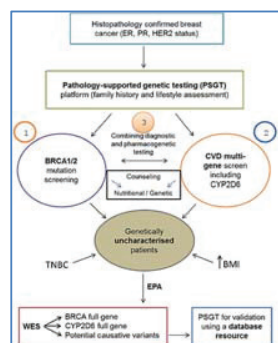 Histopathology confirmed breast
cancer (ER, PR, HER2 status)
Pathology-supported genetic testing (PSGT)
platform (family history and lifestyle assessment)
1
3
2
Combining diagnostic
and pharmacogenetic
testing
BRCA1/2
mutation
screening
CVD multi-
gene screen
including
CYP2D6
Counseling
Nutritional / Genetic
Genetically
uncharacterised
patients
TNBC
BMI
EPA
WES
BRCA full gene
CYP2D6 full gene
Potential causative variants
PSGT for validation
using a database
resource